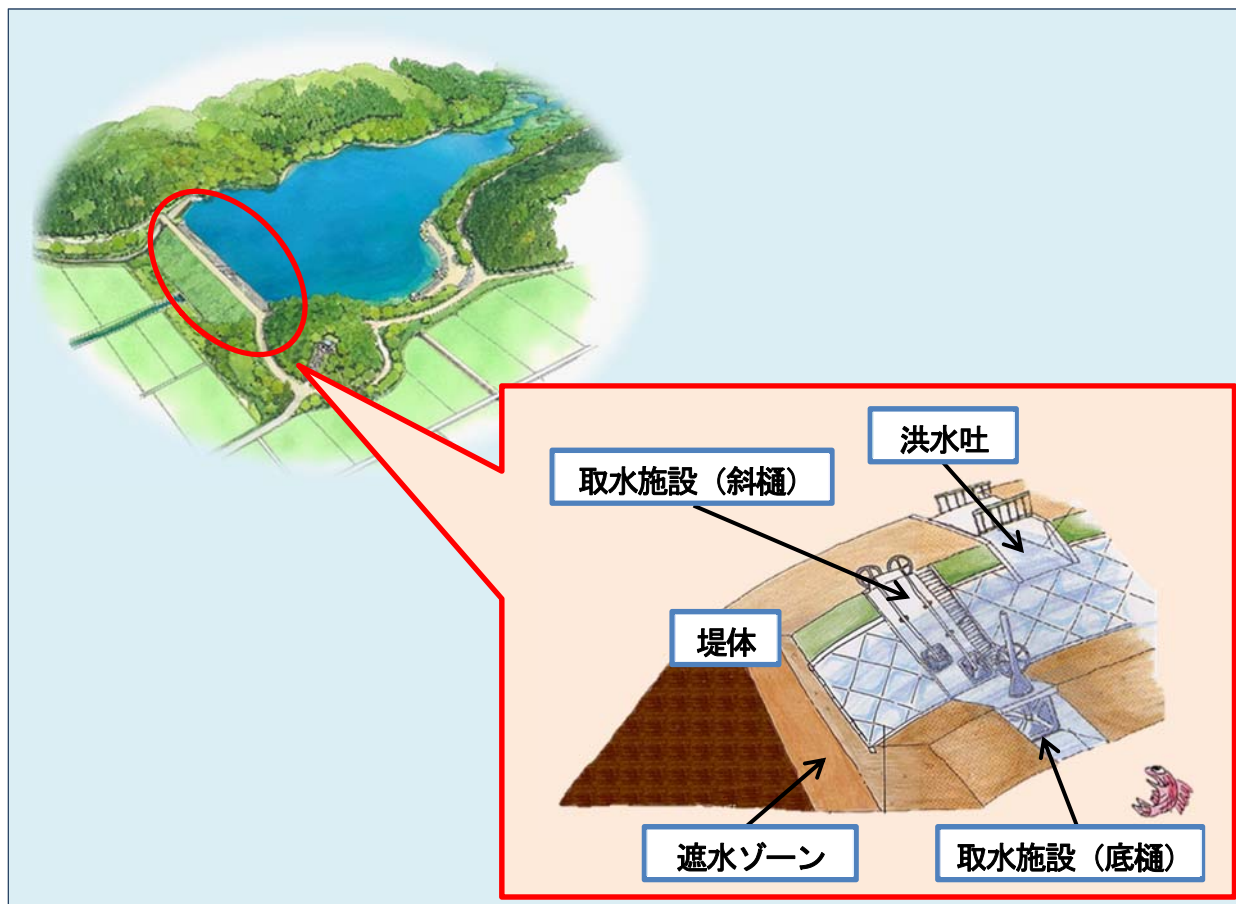 洪水吐
取水施設（斜樋）
堤体
遮水ゾーン
取水施設（底樋）